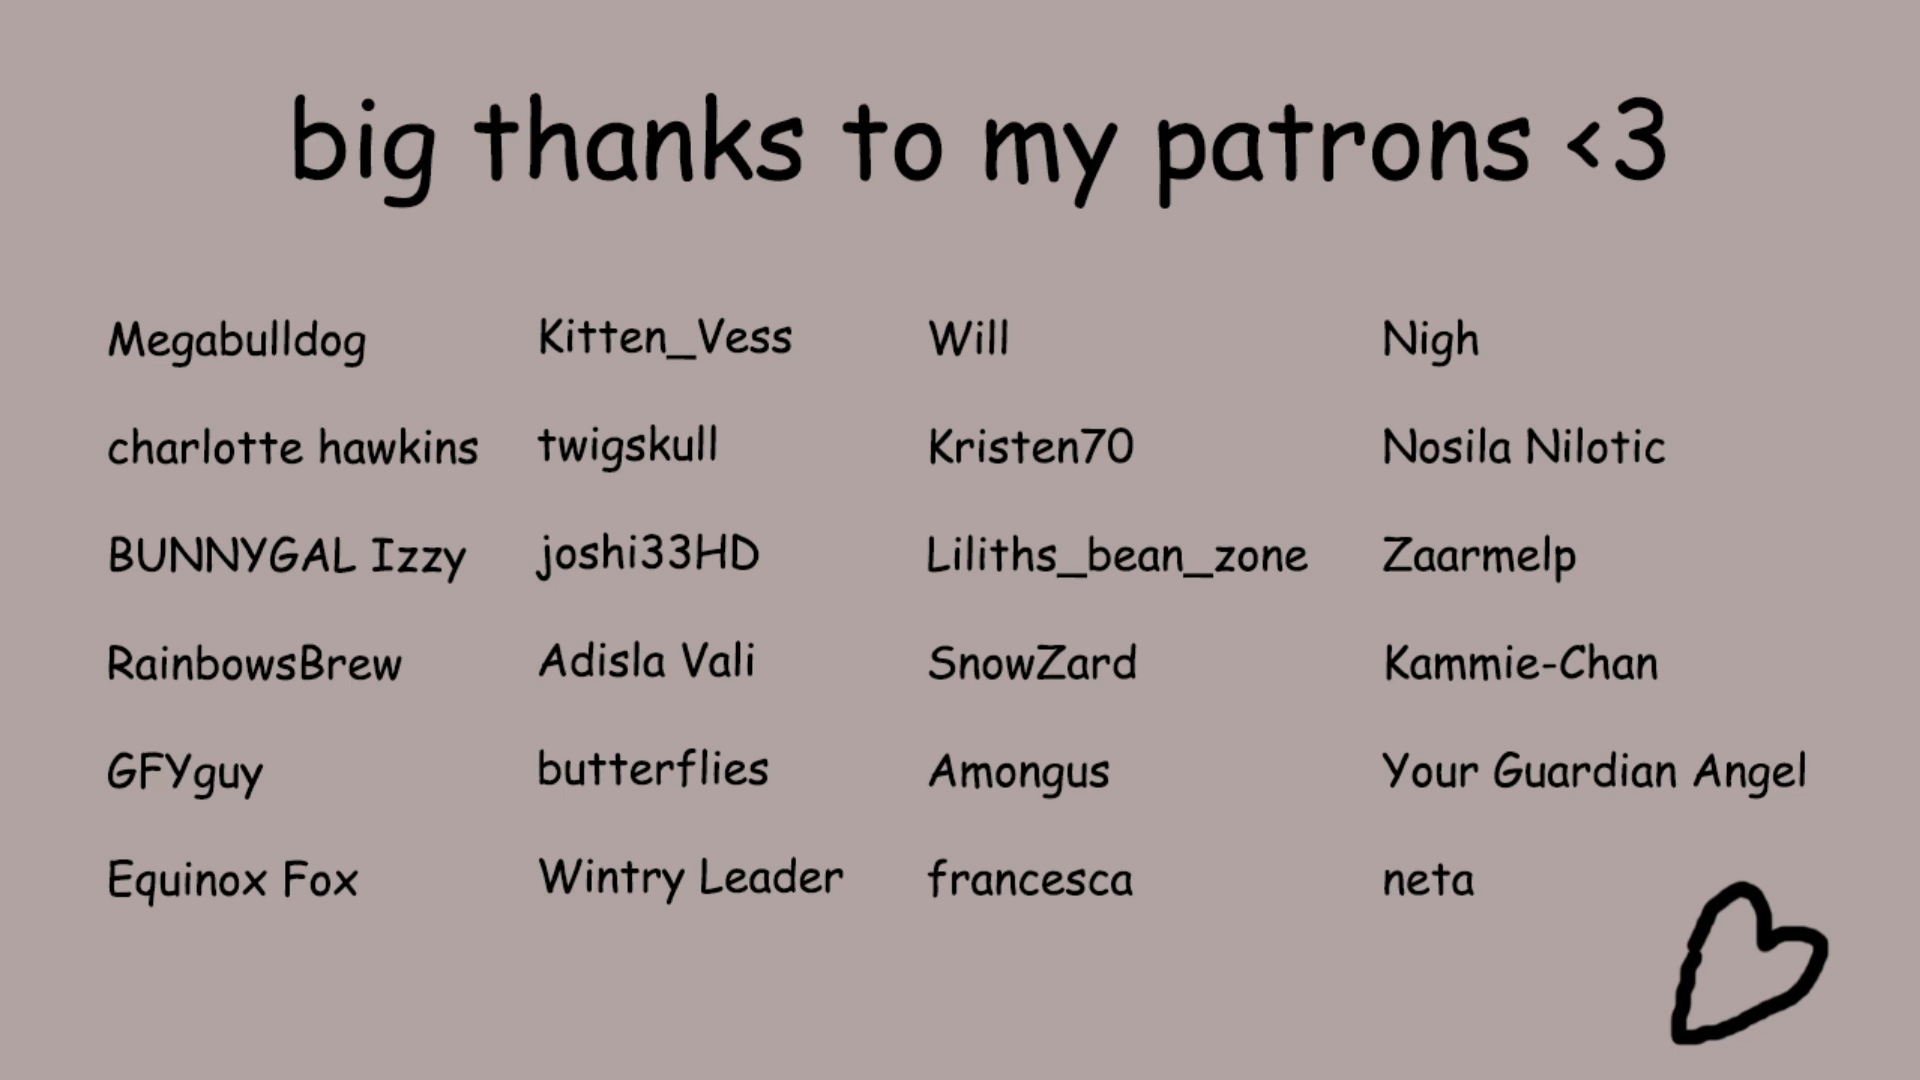 big thanks to my patrons <3
Megabulldog
charlotte hawkins
BUNNYGAL Izzy
RainbowsBrew
GFYguy
Equinox Fox
Kitten_Vess
twigskull
joshi33HD
Adisla Vali
butterflies
Wintry Leader
Will
Kristen70
Liliths_bean_zone
SnowZard
Amongus
francesca
Nigh
Nosila Nilotic
Zaarmelp
Kammie-Chan
Your Guardian Angel
neta